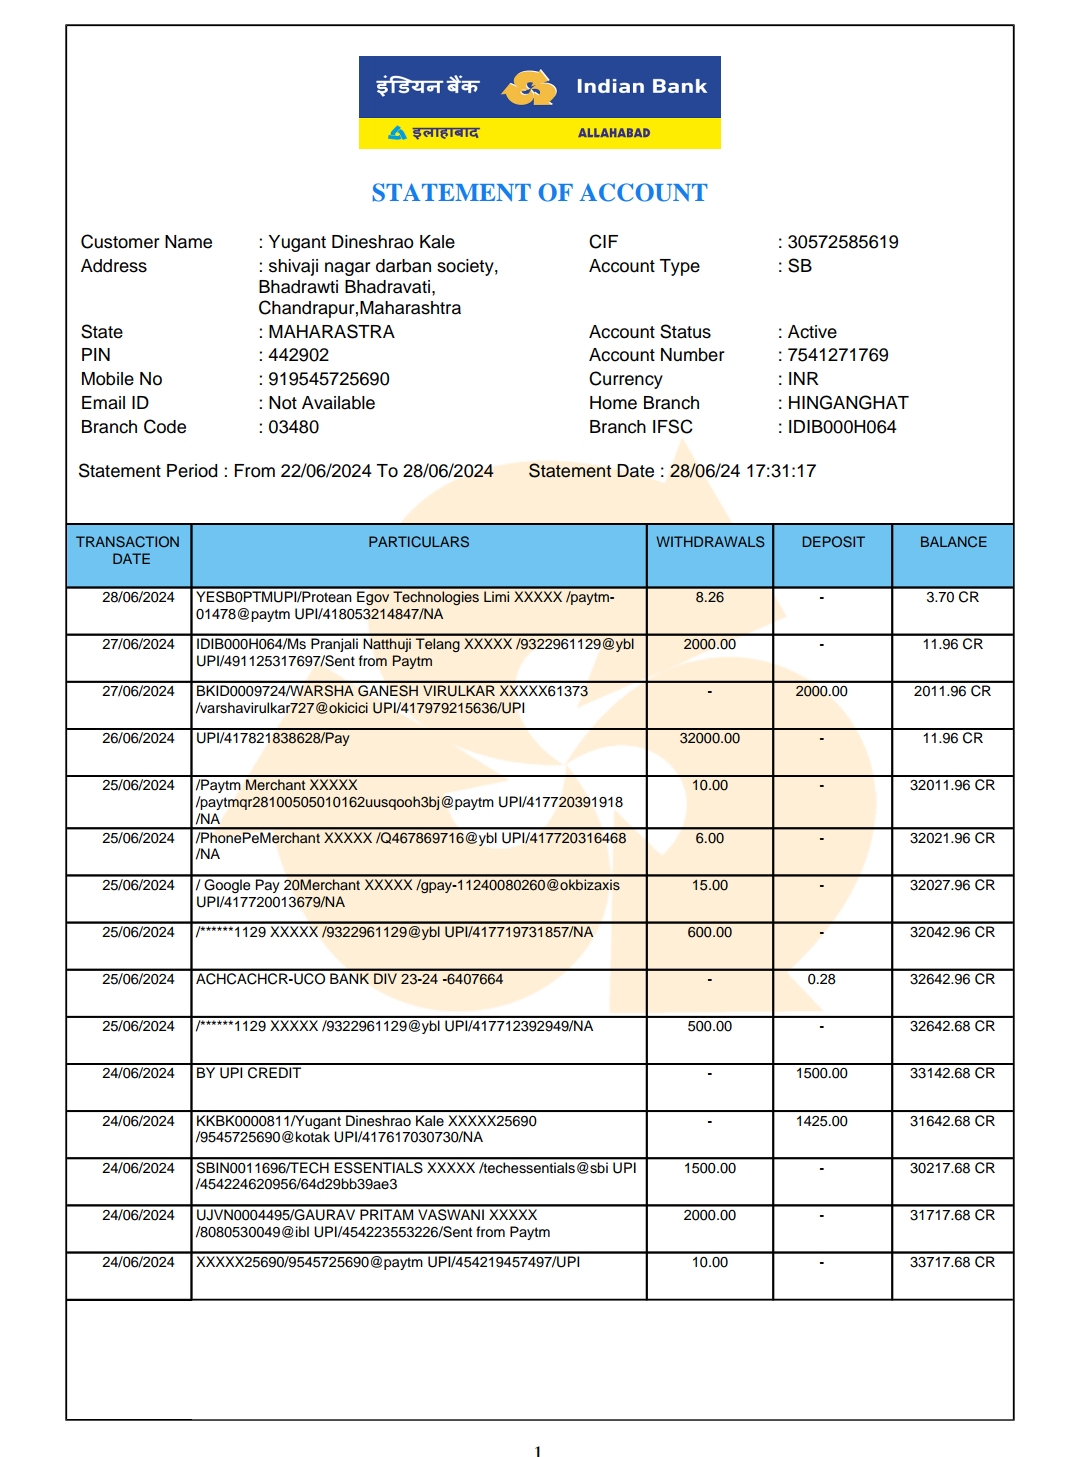 इंडियन बैंक Indian Bank
इलाहाबाद ALLAHABAD
STATEMENT OF ACCOUNT
Customer Name : Yugant Dineshrao Kale CIF : 30572585619
Address : shivaji nagar darban society, Account Type : SB
Bhadrawti Bhadravati,
Chandrapur,Maharashtra
State : MAHARASTRA Account Status : Active
PIN : 442902 Account Number : 7541271769
Mobile No : 919545725690 Currency : INR
Email ID : Not Available Home Branch : HINGANGHAT
Branch Code : 03480 Branch IFSC : IDIB000H064
Statement Period : From 22/06/2024 To 28/06/2024 Statement Date : 28/06/24 17:31:17
TRANSACTION PARTICULARS WITHDRAWALS DEPOSIT BALANCE
DATE
28/06/2024 YESB0PTMUPI/Protean Egov Technologies Limi XXXXX /paytm- 8.26 - 3.70 CR
01478@paytm UPI/418053214847/NA
27/06/2024 IDIB000H064/Ms Pranjali Natthuji Telang XXXXX /9322961129@ybl 2000.00 - 11.96 CR
UPI/491125317697/Sent from Paytm
27/06/2024 BKID0009724/WARSHA GANESH VIRULKAR XXXXX61373 - 2000.00 2011.96 CR
/varshavirulkar727@okicici UPI/417979215636/UPI
26/06/2024 UPI/417821838628/Pay 32000.00 - 11.96 CR
25/06/2024 /Paytm Merchant XXXXX 10.00 - 32011.96 CR
/paytmqr28100505010162uusqooh3bj@paytm UPI/417720391918
/NA
25/06/2024 /PhonePeMerchant XXXXX /Q467869716@ybl UPI/417720316468 6.00 - 32021.96 CR
/NA
25/06/2024 / Google Pay 20Merchant XXXXX /gpay-11240080260@okbizaxis 15.00 - 32027.96 CR
UPI/417720013679/NA
25/06/2024 /******1129 XXXXX /9322961129@ybl UPI/417719731857/NA 600.00 - 32042.96 CR
25/06/2024 ACHCACHCR-UCO BANK DIV 23-24 -6407664 - 0.28 32642.96 CR
25/06/2024 /******1129 XXXXX /9322961129@ybl UPI/417712392949/NA 500.00 - 32642.68 CR
24/06/2024 BY UPI CREDIT - 1500.00 33142.68 CR
24/06/2024 KKBK0000811/Yugant Dineshrao Kale XXXXX25690 - 1425.00 31642.68 CR
/9545725690@kotak UPI/417617030730/NA
24/06/2024 SBIN0011696/TECH ESSENTIALS XXXXX /techessentials@sbi UPI 1500.00 - 30217.68 CR
/454224620956/64d29bb39ae3
24/06/2024 UJVN0004495/GAURAV PRITAM VASWANI XXXXX 2000.00 - 31717.68 CR
/8080530049@ibl UPI/454223553226/Sent from Paytm
24/06/2024 XXXXX25690/9545725690@paytm UPI/454219457497/UPI 10.00 - 33717.68 CR
1